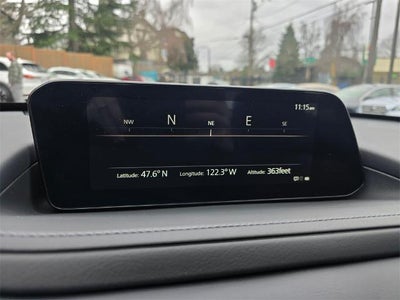 11:15am
NW N NE E SE
Latitude: 47.6° N Longitude: 122.3° W Altitude: 363feet